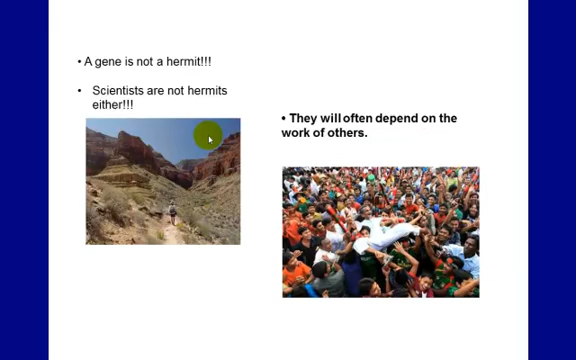 • A gene is not a hermit!!!
• Scientists are not hermits
either!!!
• They will often depend on the
work of others.